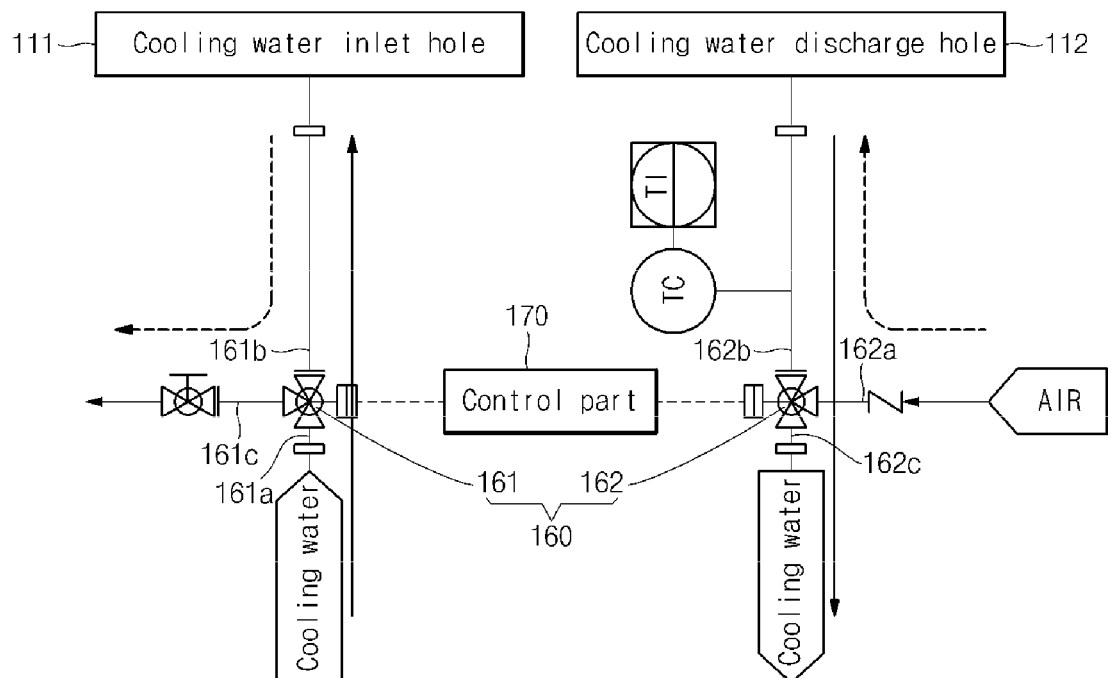 111
Cooling water inlet hole
Cooling water discharge hole
112
TI
TC
170
161b
162b
162a
Control part
AIR
161c
161a
161
162
162c
160
Cooling water
Cooling water